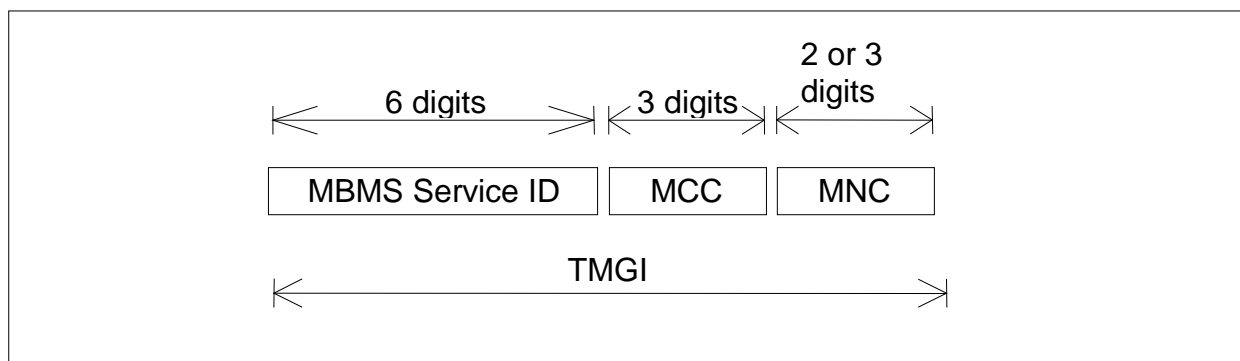 2 or 3
digits
6 digits
3 digits
MBMS Service ID
MCC
MNC
TMGI